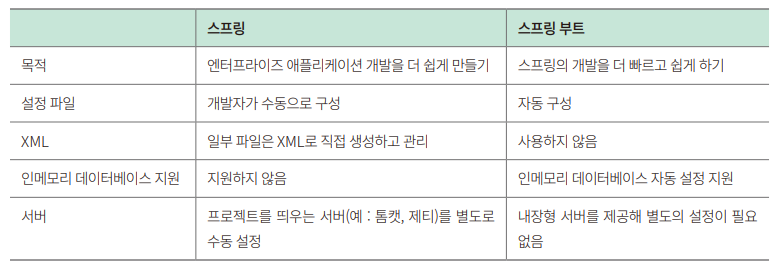 스프링 스프링 부트
목적 엔터프라이즈 애플리케이션 개발을 더 쉽게 만들기 스프링의 개발을 더 빠르고 쉽게 하기
설정 파일 개발자가 수동으로 구성 자동 구성
XML 일부 파일은 XML로 직접 생성하고 관리 사용하지 않음
인메모리 데이터베이스 지원 지원하지 않음 인메모리 데이터베이스 자동 설정 지원
서버 프로젝트를 띄우는 서버(예 : 톰캣, 제티)를 별도로 내장형 서버를 제공해 별도의 설정이 필요
수동 설정 없음